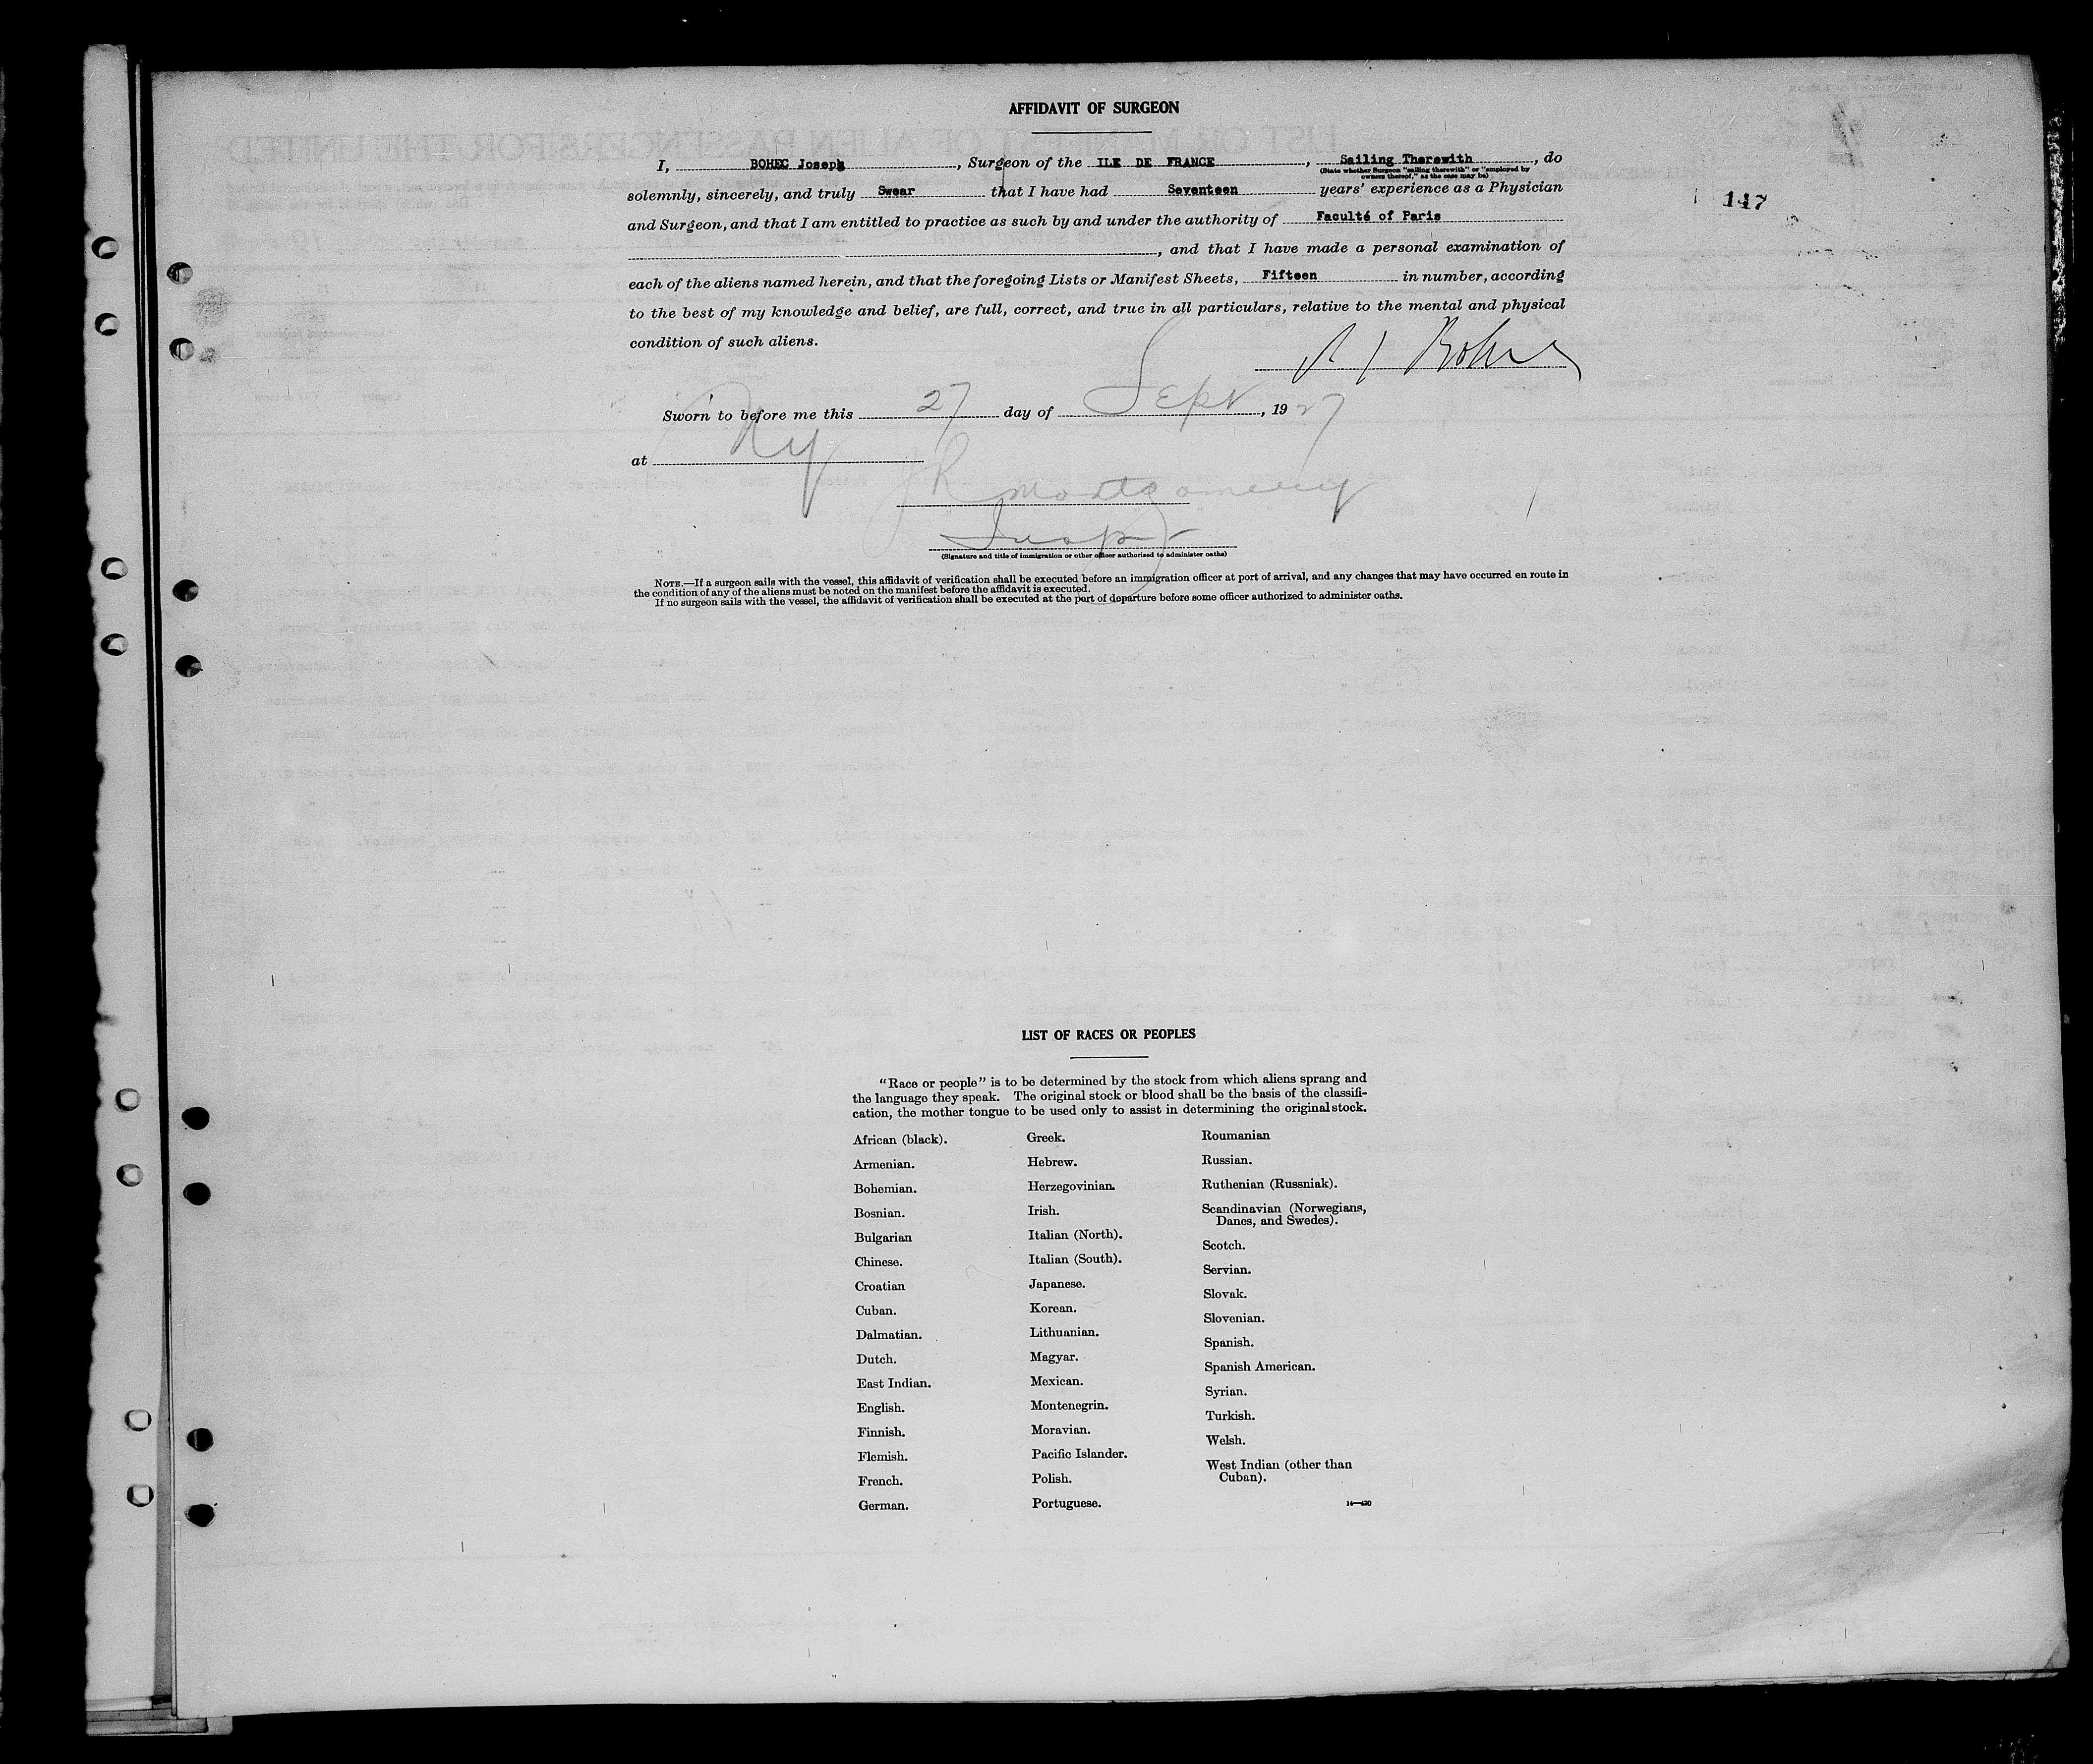 AFFIDAVIT OF SURGEON
I, BOHEC Joseph, Surgeon of the ILE DE FRANCE, Sailing Therewith, do
(State whether Surgeon "sailing therewith" or "employed by
owners thereof," as the case may be)
solemnly, sincerely, and truly Swear that I have had Seventeen years' experience as a Physician
and Surgeon, and that I am entitled to practice as such by and under the authority of Faculté of Paris
, and that I have made a personal examination of
each of the aliens named herein, and that the foregoing Lists or Manifest Sheets, Fifteen in number, according
to the best of my knowledge and belief, are full, correct, and true in all particulars, relative to the mental and physical
condition of such aliens.
Bohec
Sworn to before me this 27 day of Sept, 1927
at NY
JR Montgomery
Insp
(Signature and title of immigration or other officer authorized to administer oaths)
NOTE.—If a surgeon sails with the vessel, this affidavit of verification shall be executed before an immigration officer at port of arrival, and any changes that may have occurred en route in
the condition of any of the aliens must be noted on the manifest before the affidavit is executed.
If no surgeon sails with the vessel, the affidavit of verification shall be executed at the port of departure before some officer authorized to administer oaths.
147
LIST OF RACES OR PEOPLES
"Race or people" is to be determined by the stock from which aliens sprang and
the language they speak. The original stock or blood shall be the basis of the classifi-
cation, the mother tongue to be used only to assist in determining the original stock.
African (black).
Armenian.
Bohemian.
Bosnian.
Bulgarian
Chinese.
Croatian
Cuban.
Dalmatian.
Dutch.
East Indian.
English.
Finnish.
Flemish.
French.
German.
Greek.
Hebrew.
Herzegovinian.
Irish.
Italian (North).
Italian (South).
Japanese.
Korean.
Lithuanian.
Magyar.
Mexican.
Montenegrin.
Moravian.
Pacific Islander.
Polish.
Portuguese.
Roumanian
Russian.
Ruthenian (Russniak).
Scandinavian (Norwegians,
Danes, and Swedes).
Scotch.
Servian.
Slovak.
Slovenian.
Spanish.
Spanish American.
Syrian.
Turkish.
Welsh.
West Indian (other than
Cuban).
14—430